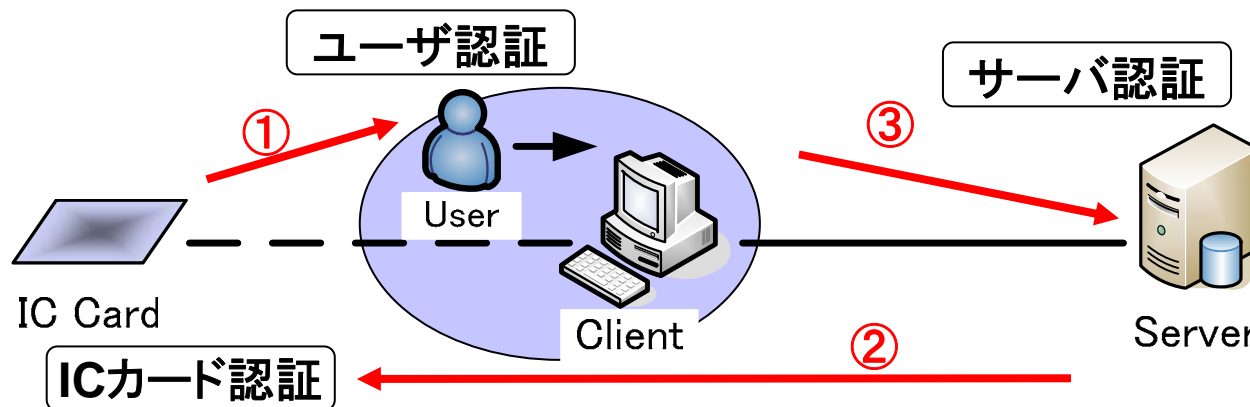 ユーザ認証
サーバ認証
①
③
User
IC Card
Client
Server
②
ICカード認証